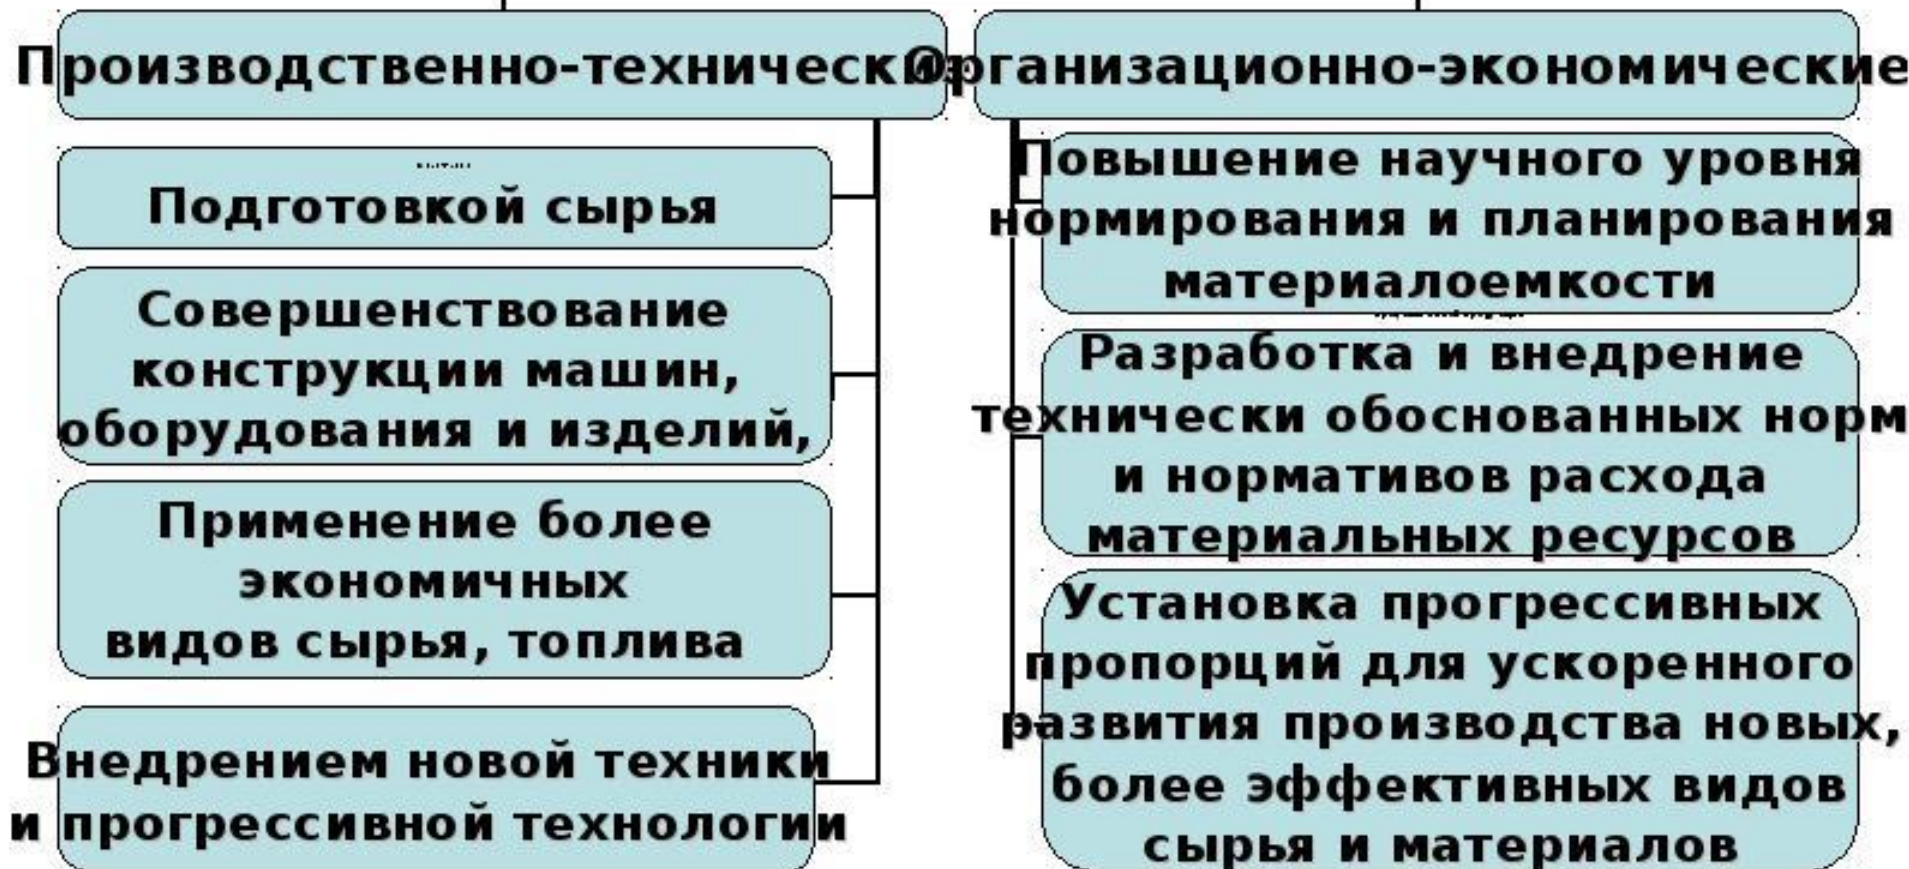 Производственно-технические
Подготовкой сырья
Совершенствование
конструкции машин,
оборудования и изделий,
Применение более
экономичных
видов сырья, топлива
Внедрением новой техники
и прогрессивной технологии
Организационно-экономические
Повышение научного уровня
нормирования и планирования
материалоемкости
Разработка и внедрение
технически обоснованных норм
и нормативов расхода
материальных ресурсов
Установка прогрессивных
пропорций для ускоренного
развития производства новых,
более эффективных видов
сырья и материалов